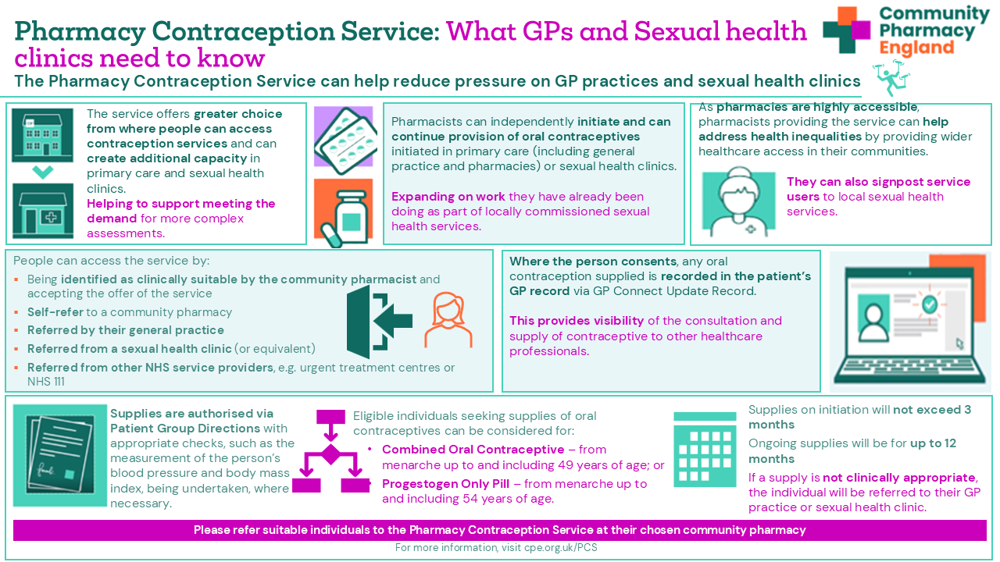 Pharmacy Contraception Service: What GPs and Sexual health
clinics need to know
Community
Pharmacy
England
The Pharmacy Contraception Service can help reduce pressure on GP practices and sexual health clinics
GP
The service offers greater choice
from where people can access
contraception services and can
create additional capacity in
primary care and sexual health
clinics.
Helping to support meeting the
demand for more complex
assessments.
Pharmacists can independently initiate and can
continue provision of oral contraceptives
initiated in primary care (including general
practice and pharmacies) or sexual health clinics.
Expanding on work they have already been
doing as part of locally commissioned sexual
health services.
As pharmacies are highly accessible,
pharmacists providing the service can help
address health inequalities by providing wider
healthcare access in their communities.
They can also signpost service
users to local sexual health
services.
People can access the service by:
▪ Being identified as clinically suitable by the community pharmacist and
accepting the offer of the service
▪ Self-refer to a community pharmacy
▪ Referred by their general practice
▪ Referred from a sexual health clinic (or equivalent)
▪ Referred from other NHS service providers, e.g. urgent treatment centres or
NHS 111
Where the person consents, any oral
contraception supplied is recorded in the patient's
GP record via GP Connect Update Record.
This provides visibility of the consultation and
supply of contraceptive to other healthcare
professionals.
Supplies are authorised via
Patient Group Directions with
appropriate checks, such as the
measurement of the person's
blood pressure and body mass
index, being undertaken, where
necessary.
Eligible individuals seeking supplies of oral
contraceptives can be considered for:
• Combined Oral Contraceptive – from
menarche up to and including 49 years of age; or
• Progestogen Only Pill – from menarche up to
and including 54 years of age.
Supplies on initiation will not exceed 3
months
Ongoing supplies will be for up to 12
months
If a supply is not clinically appropriate,
the individual will be referred to their GP
practice or sexual health clinic.
Please refer suitable individuals to the Pharmacy Contraception Service at their chosen community pharmacy
For more information, visit cpe.org.uk/PCS